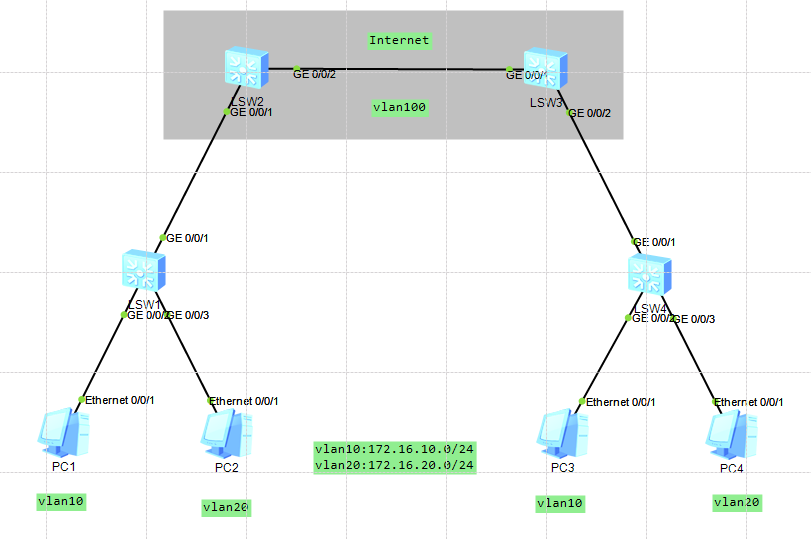 Internet
GE 0/0/2
GE 0/0/1
LSW2
LSW3
vlan100
GE 0/0/1
GE 0/0/2
GE 0/0/1
GE 0/0/1
LSW1
LSW4
GE 0/0/2
GE 0/0/3
GE 0/0/2
GE 0/0/3
Ethernet 0/0/1
Ethernet 0/0/1
Ethernet 0/0/1
Ethernet 0/0/1
vlan10:172.16.10.0/24
vlan20:172.16.20.0/24
PC1
PC2
PC3
PC4
vlan10
vlan20
vlan10
vlan20